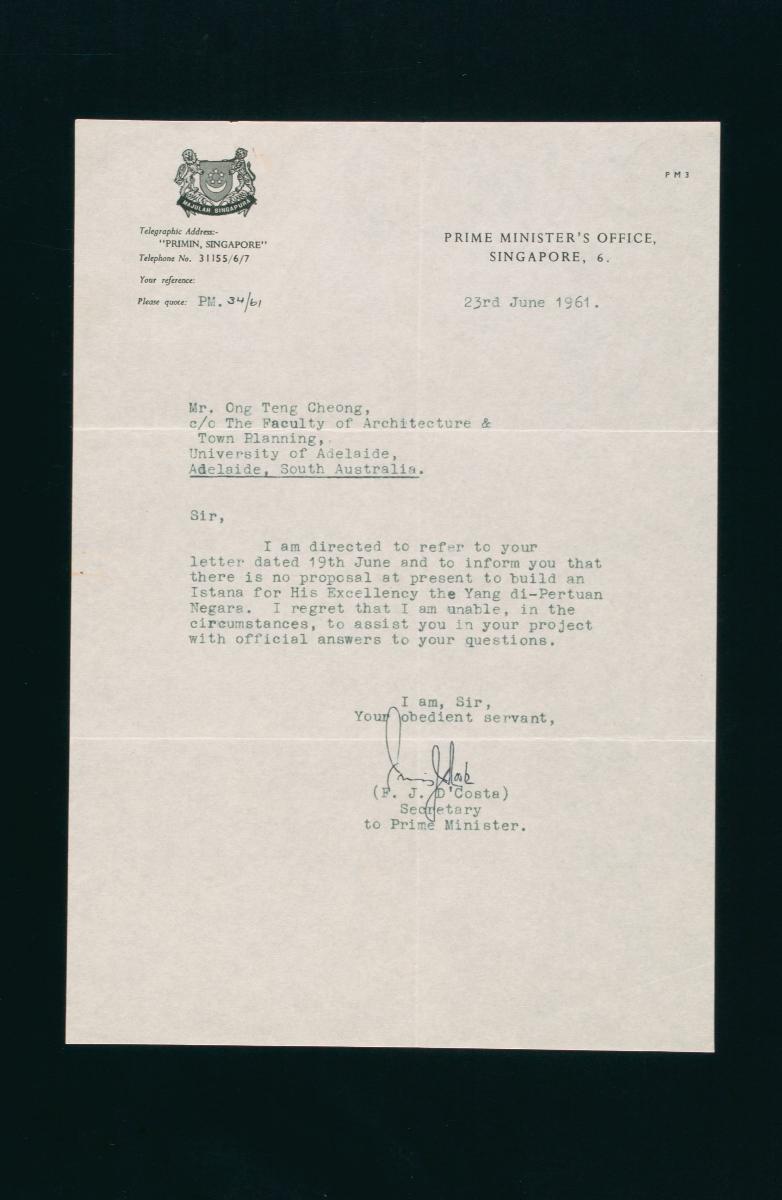 MAJULAH SINGAPURA
PM3
Telegraphic Address:-
"PRIMIN, SINGAPORE"
Telephone No. 31155/6/7
Your reference:
Please quote: PM. 34/61
PRIME MINISTER'S OFFICE,
SINGAPORE, 6.
23rd June 1961.
Mr. Ong Teng Cheong,
c/o The Faculty of Architecture &
Town Planning,
University of Adelaide,
Adelaide, South Australia.
Sir,
I am directed to refer to your
letter dated 19th June and to inform you that
there is no proposal at present to build an
Istana for His Excellency the Yang di-Pertuan
Negara. I regret that I am unable, in the
circumstances, to assist you in your project
with official answers to your questions.
I am, Sir,
Your obedient servant,
(F. J. D'Costa)
Secretary
to Prime Minister.